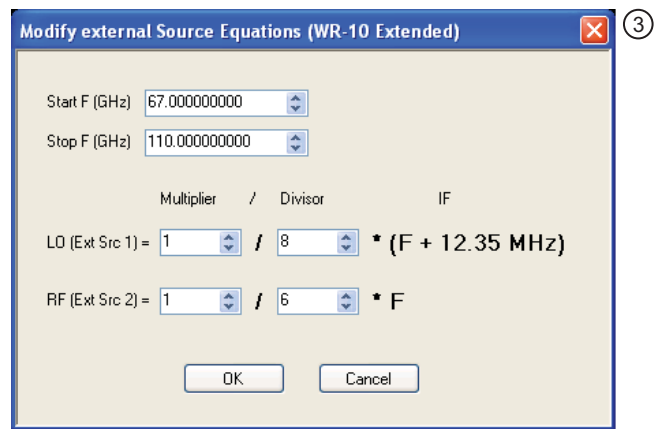 Modify external Source Equations (WR-10 Extended)
③
Start F (GHz) 67.000000000
Stop F (GHz) 110.000000000
Multiplier / Divisor IF
LO (Ext Src 1) = 1 / 8 * (F + 12.35 MHz)
RF (Ext Src 2) = 1 / 6 * F
OK Cancel